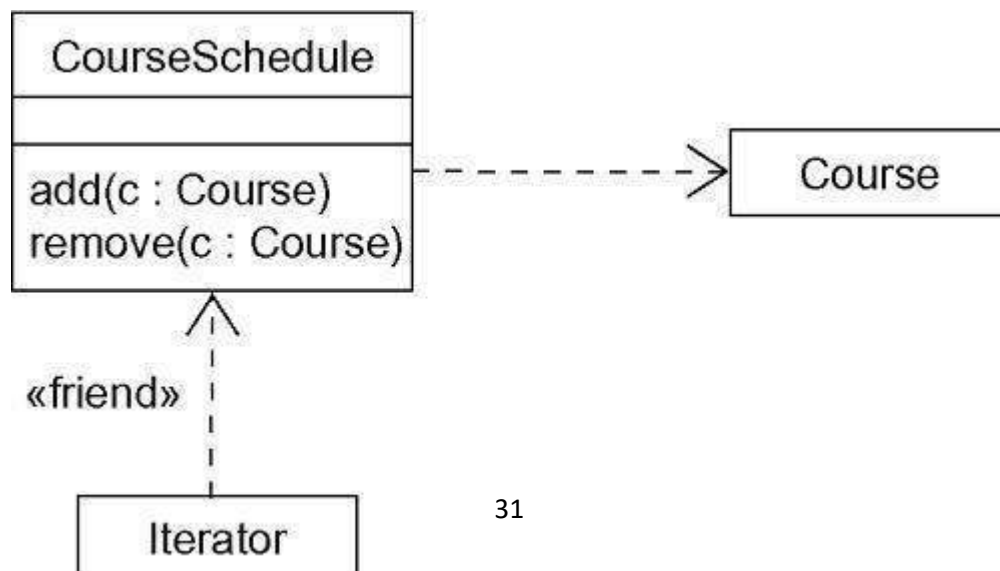 CourseSchedule
add(c : Course)
remove(c : Course)
Course
«friend»
Iterator
31